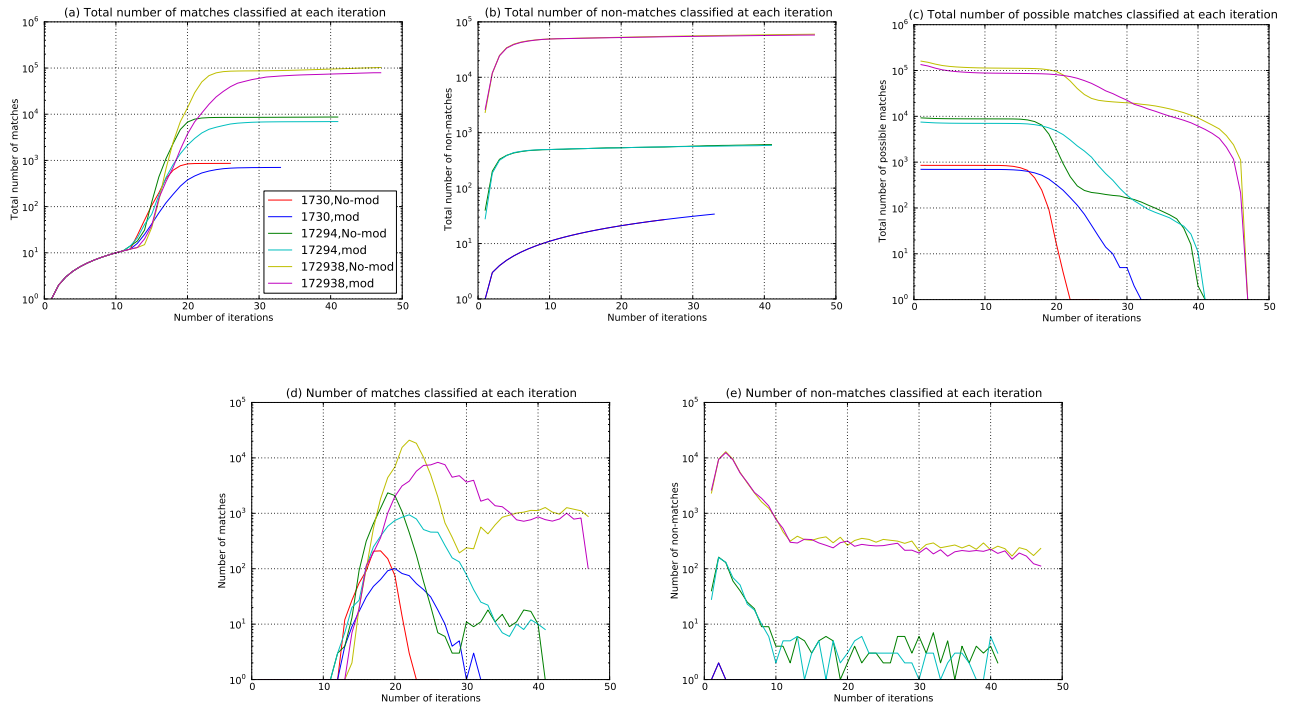 (a) Total number of matches classified at each iteration
Total number of matches
10^6
10^5
10^4
10^3
10^2
10^1
10^0
0 10 20 30 40 50
Number of iterations
1730,No-mod
1730,mod
17294,No-mod
17294,mod
172938,No-mod
172938,mod
(b) Total number of non-matches classified at each iteration
Total number of non-matches
10^5
10^4
10^3
10^2
10^1
10^0
0 10 20 30 40 50
Number of iterations
(c) Total number of possible matches classified at each iteration
Total number of possible matches
10^6
10^5
10^4
10^3
10^2
10^1
10^0
0 10 20 30 40 50
Number of iterations
(d) Number of matches classified at each iteration
Number of matches
10^5
10^4
10^3
10^2
10^1
10^0
0 10 20 30 40 50
Number of iterations
(e) Number of non-matches classified at each iteration
Number of non-matches
10^5
10^4
10^3
10^2
10^1
10^0
0 10 20 30 40 50
Number of iterations